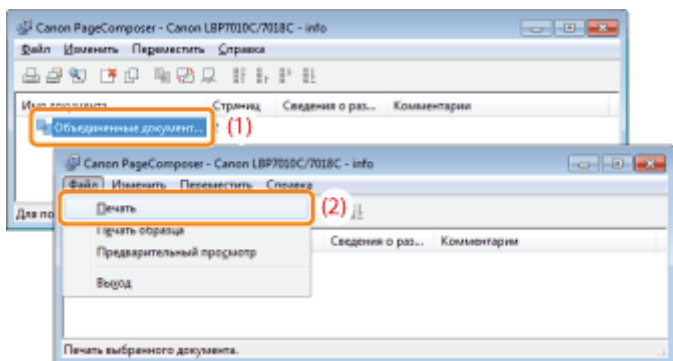 Canon PageComposer - Canon LBP7010C/7018C - info
Файл Изменить Переместить Справка
Имя документа Страниц Сведения о раз... Комментарии
Объединенные документ... 2 (1)
Canon PageComposer - Canon LBP7010C/7018C - info
Файл Изменить Переместить Справка
Для по
Печать (2)
Печать образца
Сведения о раз... Комментарии
Предварительный просмотр
Выход
Печать выбранного документа.